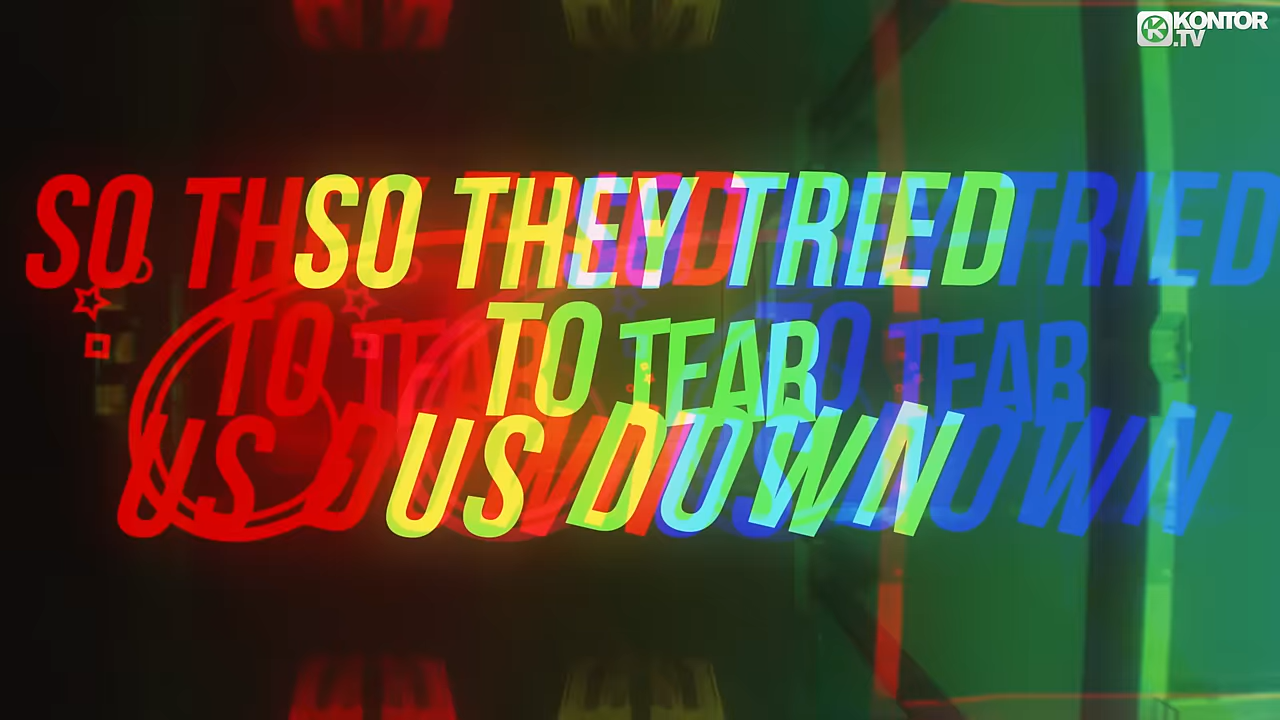 KONTOR
.TV
SO THEY TRIED
TO TEAR
US DOWN